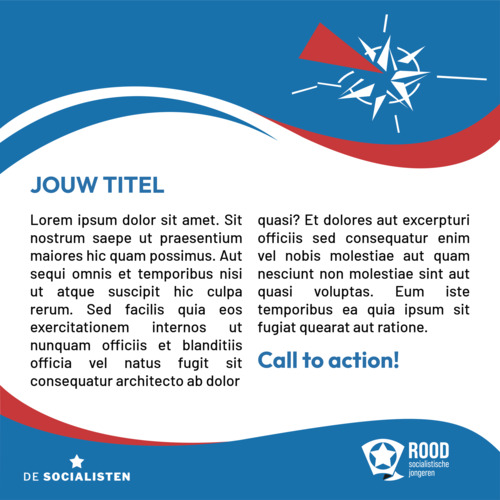 JOUW TITEL
Lorem ipsum dolor sit amet. Sit
nostrum saepe ut praesentium
maiores hic quam possimus. Aut
sequi omnis et temporibus nisi
ut atque suscipit hic culpa
rerum. Sed facilis quia eos
exercitationem internos ut
nunquam officiis et blanditiis
officia vel natus fugit sit
consequatur architecto ab dolor
quasi? Et dolores aut excerpturi
officiis sed consequatur enim
vel nobis molestiae aut quam
nesciunt non molestiae sint aut
quasi voluptas. Eum iste
temporibus ea quia ipsum sit
fugiat quearat aut ratione.
Call to action!
DE SOCIALISTEN
ROOD
socialistische
jongeren